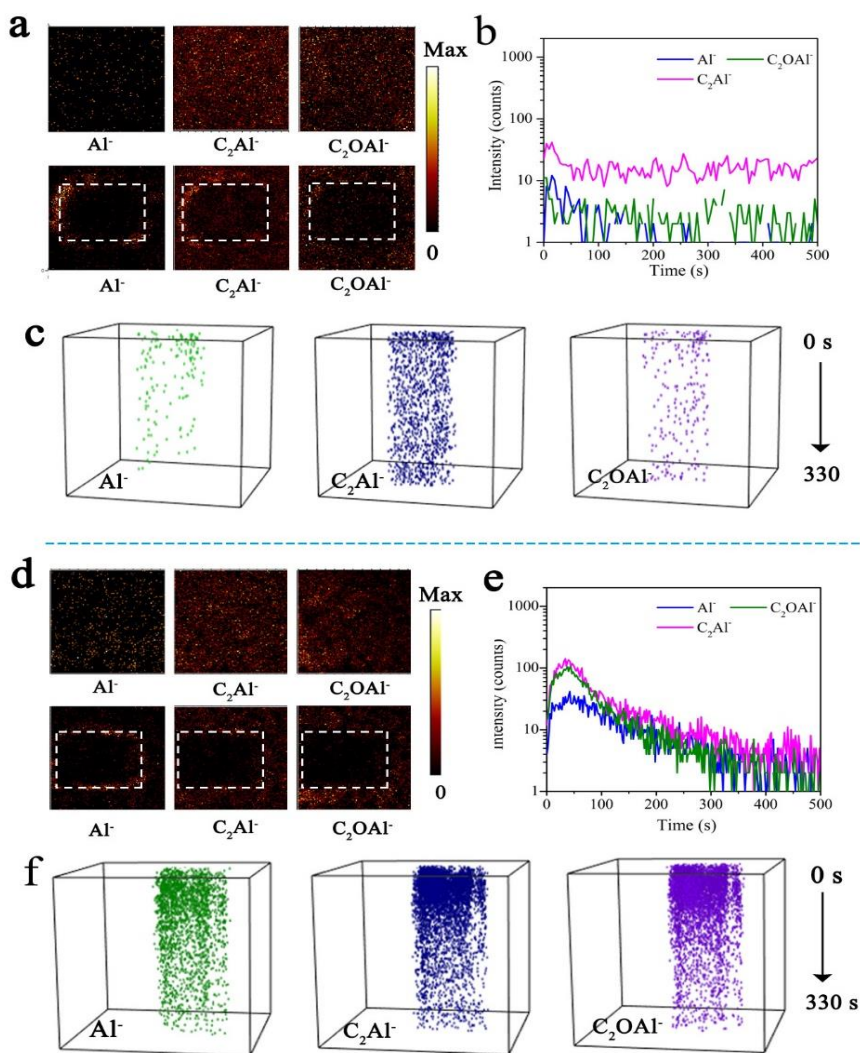 a
Max
0
Al⁻ C₂Al⁻ C₂OAl⁻
Al⁻ C₂Al⁻ C₂OAl⁻
b
Al⁻ C₂OAl⁻
C₂Al⁻
Intensity (counts)
1000
100
10
1
0 100 200 300 400 500
Time (s)
c
Al⁻ C₂Al⁻ C₂OAl⁻
0 s
330
d
Max
0
Al⁻ C₂Al⁻ C₂OAl⁻
Al⁻ C₂Al⁻ C₂OAl⁻
e
Al⁻ C₂OAl⁻
C₂Al⁻
Intensity (counts)
1000
100
10
1
0 100 200 300 400 500
Time (s)
f
Al⁻ C₂Al⁻ C₂OAl⁻
0 s
330 s